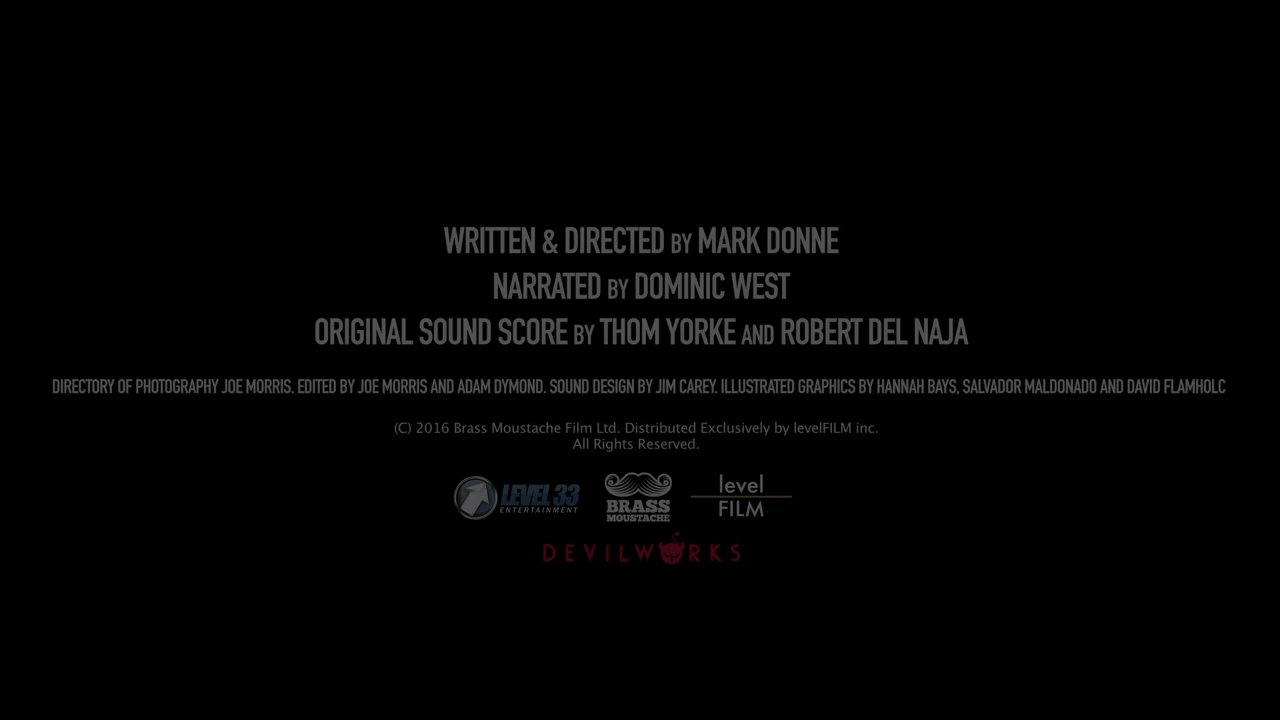 WRITTEN & DIRECTED BY MARK DONNE
NARRATED BY DOMINIC WEST
ORIGINAL SOUND SCORE BY THOM YORKE AND ROBERT DEL NAJA
DIRECTORY OF PHOTOGRAPHY JOE MORRIS. EDITED BY JOE MORRIS AND ADAM DYMOND. SOUND DESIGN BY JIM CAREY. ILLUSTRATED GRAPHICS BY HANNAH BAYS, SALVADOR MALDONADO AND DAVID FLAMHOLC
(C) 2016 Brass Moustache Film Ltd. Distributed Exclusively by levelFILM inc.
All Rights Reserved.
LEVEL 33
ENTERTAINMENT
BRASS
MOUSTACHE
level
FILM
DEVILWORKS